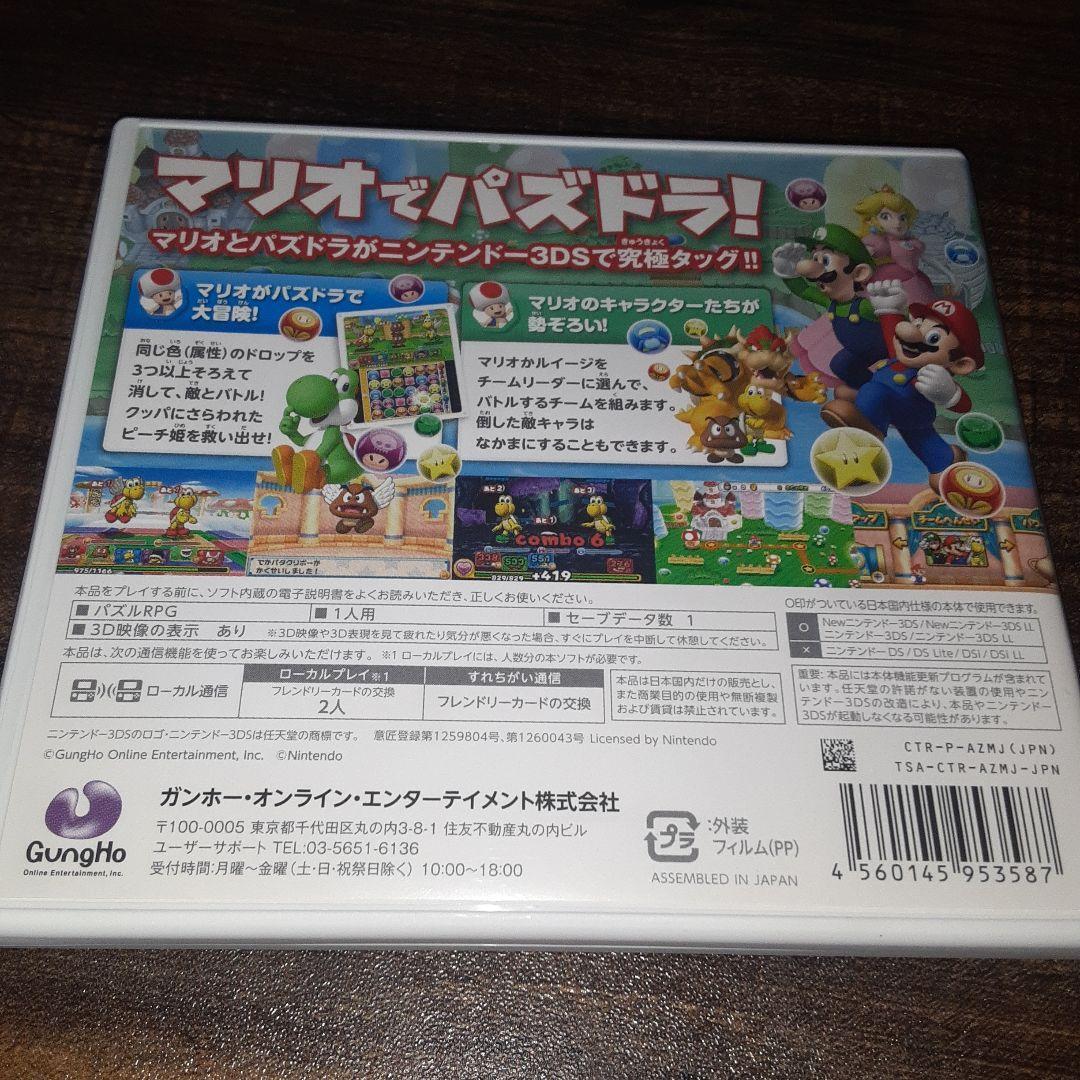 マリオでパズドラ!
マリオとパズドラがニンテンドー3DSで究極タッグ!!
マリオがパズドラで
大冒険!
同じ色(属性)のドロップを
3つ以上そろえて
消して、敵とバトル!
クッパにさらわれた
ピーチ姫を救い出せ!
マリオのキャラクターたちが
勢ぞろい!
マリオかルイージを
チームリーダーに選んで、
バトルするチームを組みます。
倒した敵キャラは
なかまにすることもできます。
975/1166
でかパタクリボーが
かくせいしました!
あと2
あと3
あと1
combo 6
829/829
+419
チームへんせい
本品をプレイする前に、ソフト内蔵の電子説明書をよくお読みいただき、正しくお使いください。
■パズルRPG
■1人用
■セーブデータ数 1
■3D映像の表示 あり ※3D映像や3D表現を見て疲れたり気分が悪くなった場合、すぐにプレイを中断して休憩してください。
本品は、次の通信機能を使ってお楽しみいただけます。 ※1 ローカルプレイには、人数分の本ソフトが必要です。
ローカル通信
ローカルプレイ※1
フレンドリーカードの交換
2人
すれちがい通信
フレンドリーカードの交換
本品は日本国内だけの販売とし、
また商業目的の使用や無断複製
および賃貸は禁止されています。
○印がついている日本国内仕様の本体で使用できます。
○ Newニンテンドー3DS/Newニンテンドー3DS LL
ニンテンドー3DS/ニンテンドー3DS LL
× ニンテンドーDS/DS Lite/DSi/DSi LL
重要:本品には本体機能更新プログラムが含まれて
います。任天堂の許諾がない装置の使用やニン
テンドー3DSの改造により、本品やニンテンドー
3DSが起動しなくなる可能性があります。
ニンテンドー3DSのロゴ・ニンテンドー3DSは任天堂の商標です。 意匠登録第1259804号、第1260043号 Licensed by Nintendo
©GungHo Online Entertainment, Inc. ©Nintendo
CTR-P-AZMJ(JPN)
TSA-CTR-AZMJ-JPN
GungHo
Online Entertainment, Inc.
ガンホー・オンライン・エンターテイメント株式会社
〒100-0005 東京都千代田区丸の内3-8-1 住友不動産丸の内ビル
ユーザーサポート TEL:03-5651-6136
受付時間:月曜~金曜(土・日・祝祭日除く) 10:00~18:00
プラ
:外装
フィルム(PP)
ASSEMBLED IN JAPAN
4 560145 953587